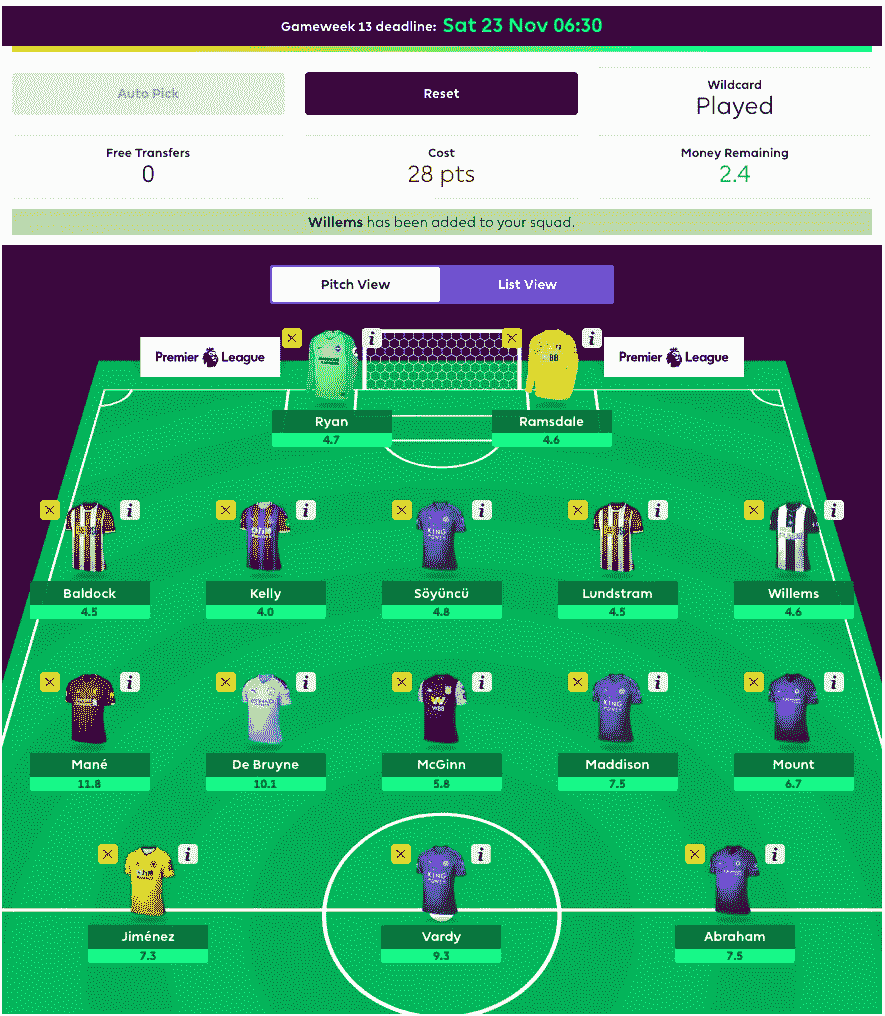 Gameweek 13 deadline: Sat 23 Nov 06:30
Auto Pick
Reset
Wildcard
Played
Free Transfers
0
Cost
28 pts
Money Remaining
2.4
Willems has been added to your squad.
Pitch View
List View
Premier League
Premier League
Ryan
4.7
Ramsdale
4.6
Baldock
4.5
Kelly
4.0
Söyüncü
4.8
Lundstram
4.5
Willems
4.6
Mané
11.8
De Bruyne
10.1
McGinn
5.8
Maddison
7.5
Mount
6.7
Jiménez
7.3
Vardy
9.3
Abraham
7.5